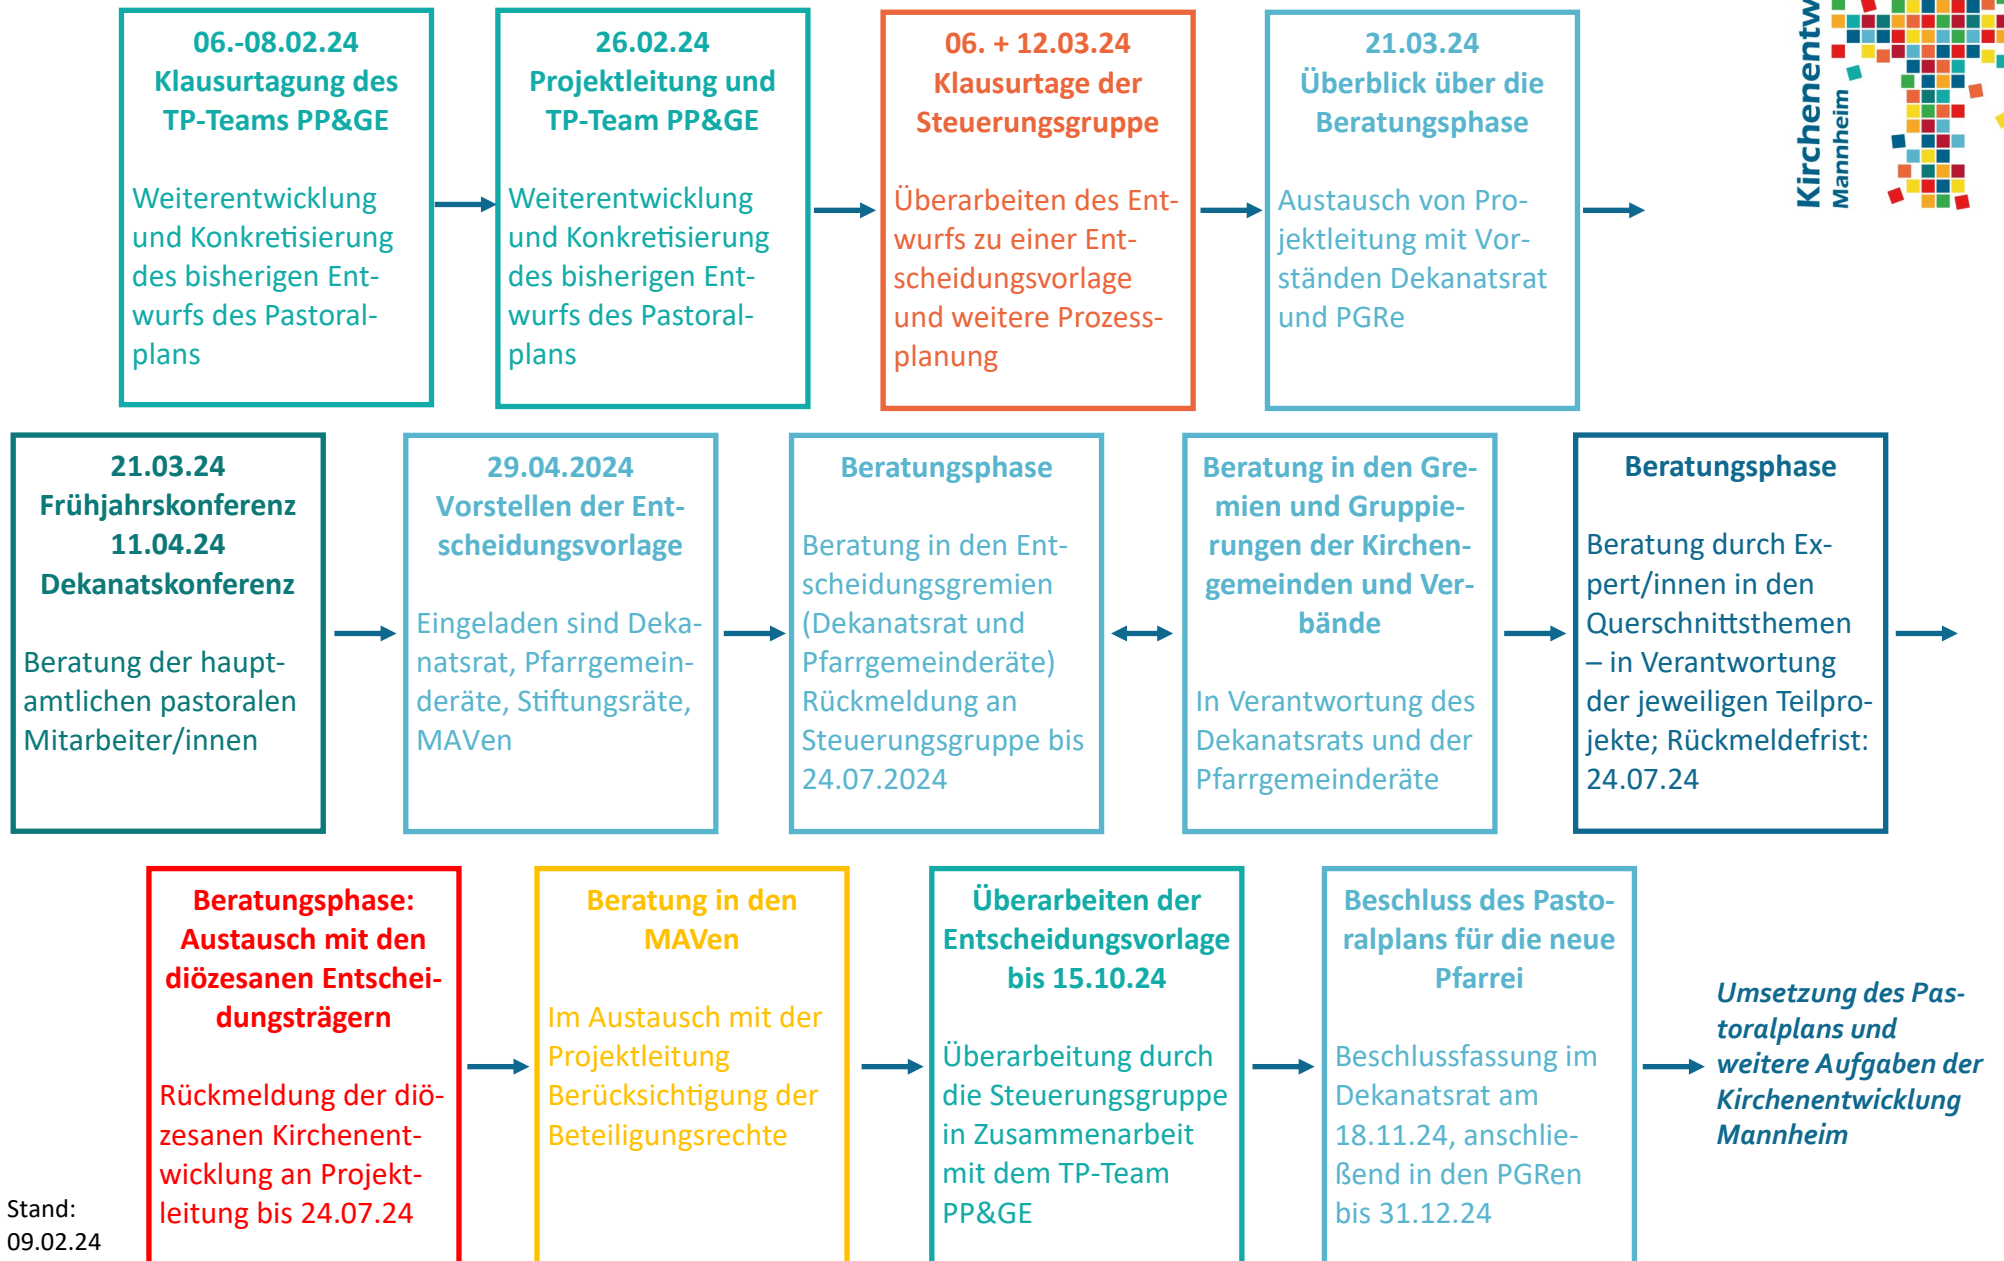 06.-08.02.24
Klausurtagung des
TP-Teams PP&GE
Weiterentwicklung
und Konkretisierung
des bisherigen Ent-
wurfs des Pastoral-
plans
26.02.24
Projektleitung und
TP-Team PP&GE
Weiterentwicklung
und Konkretisierung
des bisherigen Ent-
wurfs des Pastoral-
plans
06. + 12.03.24
Klausurtage der
Steuerungsgruppe
Überarbeiten des Ent-
wurfs zu einer Ent-
scheidungsvorlage
und weitere Prozess-
planung
21.03.24
Überblick über die
Beratungsphase
Austausch von Pro-
jektleitung mit Vor-
ständen Dekanatsrat
und PGRe
Mannheim
21.03.24
Frühjahrskonferenz
11.04.24
Dekanatskonferenz
Beratung der haupt-
amtlichen pastoralen
Mitarbeiter/innen
29.04.2024
Vorstellen der Ent-
scheidungsvorlage
Eingeladen sind Deka-
natsrat, Pfarrgemein-
deräte, Stiftungsräte,
MAVen
Beratungsphase
Beratung in den Ent-
scheidungsgremien
(Dekanatsrat und
Pfarrgemeinderäte)
Rückmeldung an
Steuerungsgruppe bis
24.07.2024
Beratung in den Gre-
mien und Gruppie-
rungen der Kirchen-
gemeinden und Ver-
bände
In Verantwortung des
Dekanatsrats und der
Pfarrgemeinderäte
Beratungsphase
Beratung durch Ex-
pert/innen in den
Querschnittsthemen
– in Verantwortung
der jeweiligen Teilpro-
jekte; Rückmeldefrist:
24.07.24
Beratungsphase:
Austausch mit den
diözesanen Entschei-
dungsträgern
Rückmeldung der diö-
zesanen Kirchenent-
wicklung an Projekt-
leitung bis 24.07.24
Beratung in den
MAVen
Im Austausch mit der
Projektleitung
Berücksichtigung der
Beteiligungsrechte
Überarbeiten der
Entscheidungsvorlage
bis 15.10.24
Überarbeitung durch
die Steuerungsgruppe
in Zusammenarbeit
mit dem TP-Team
PP&GE
Beschluss des Pasto-
ralplans für die neue
Pfarrei
Beschlussfassung im
Dekanatsrat am
18.11.24, anschlie-
ßend in den PGRen
bis 31.12.24
Umsetzung des Pas-
toralplans und
weitere Aufgaben der
Kirchenentwicklung
Mannheim
Stand:
09.02.24